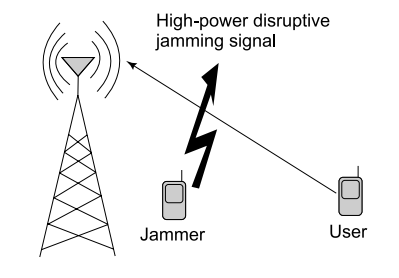 High-power disruptive
jamming signal
Jammer
User